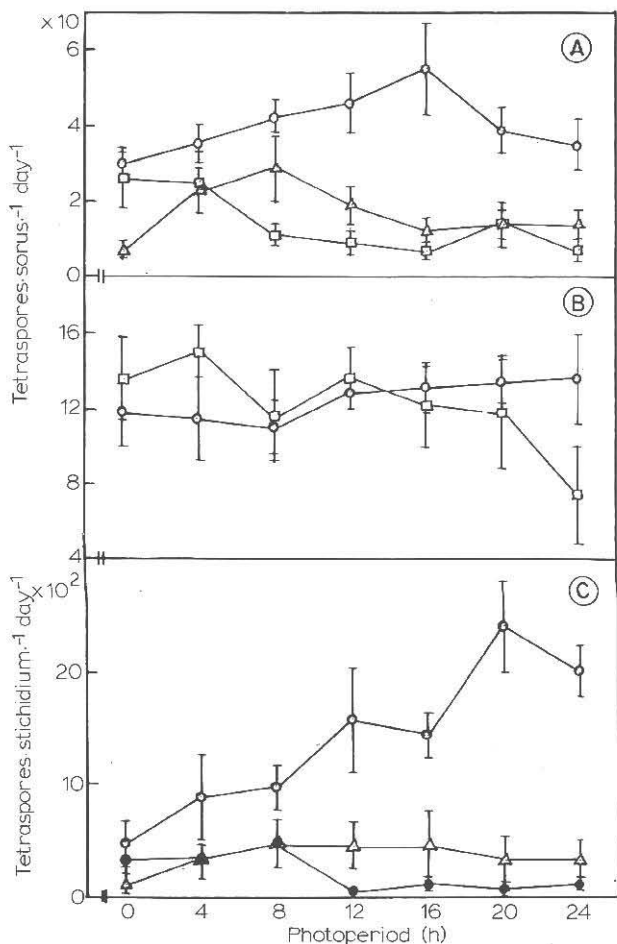 ×10
A
6
4
2
0
Tetraspores·sorus.⁻¹ day⁻¹
B
16
12
8
4
×10²
C
20
10
0
Tetraspores·stichidium.⁻¹ day⁻¹
0 4 8 12 16 20 24
Photoperiod (h)